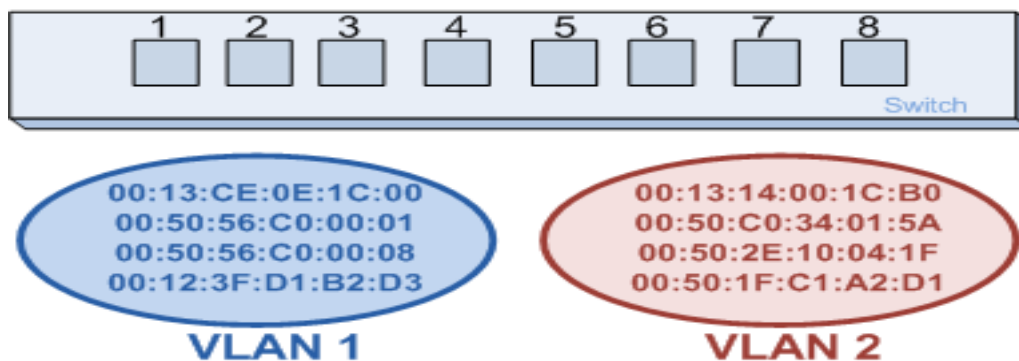 1 2 3 4 5 6 7 8
Switch
00:13:CE:0E:1C:00
00:50:56:C0:00:01
00:50:56:C0:00:08
00:12:3F:D1:B2:D3
VLAN 1
00:13:14:00:1C:B0
00:50:C0:34:01:5A
00:50:2E:10:04:1F
00:50:1F:C1:A2:D1
VLAN 2